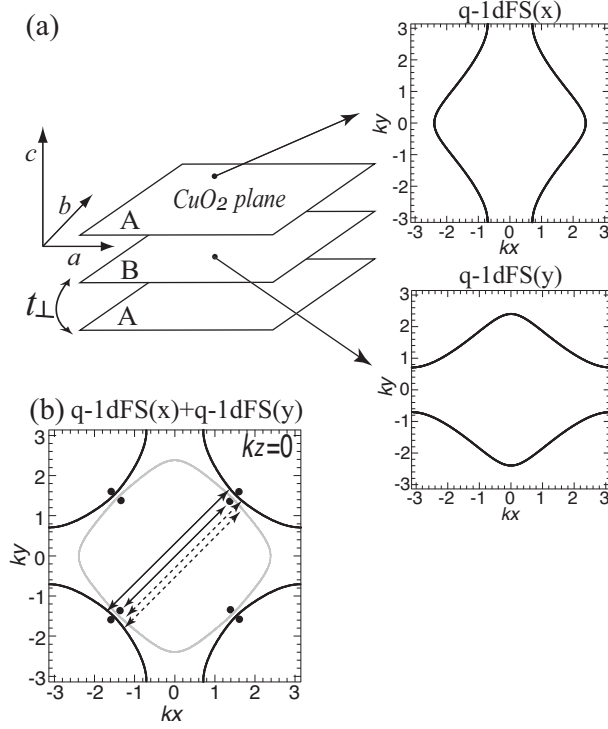 (a)
q-1dFS(x)
3
2
1
0
-1
-2
-3
ky
-3 -2 -1 0 1 2 3
kx
c
b
a
CuO2 plane
A
B
A
t⊥
q-1dFS(y)
3
2
1
0
-1
-2
-3
ky
-3 -2 -1 0 1 2 3
kx
(b) q-1dFS(x)+q-1dFS(y)
kz=0
3
2
1
0
-1
-2
-3
ky
-3 -2 -1 0 1 2 3
kx